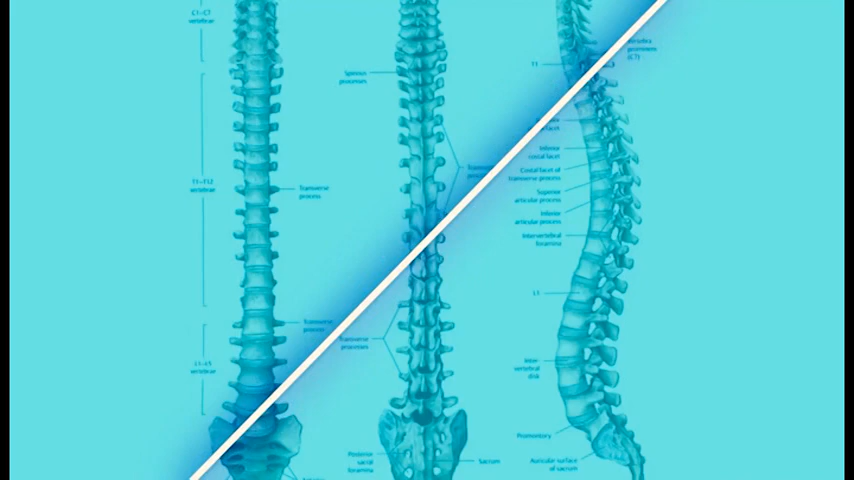 C1–C7
vertebrae
Spinous
processes
T1
(C7)
Inferior
costal facet
Costal facet of
transverse process
T1–T12
vertebrae
Transverse
process
Superior
articular process
Inferior
articular process
Intervertebral
foramina
L1
Transverse
process
Transverse
processes
L1–L5
vertebrae
Inter-
vertebral
disk
Promontory
Posterior
sacral
foramina
Sacrum
Auricular surface
of sacrum